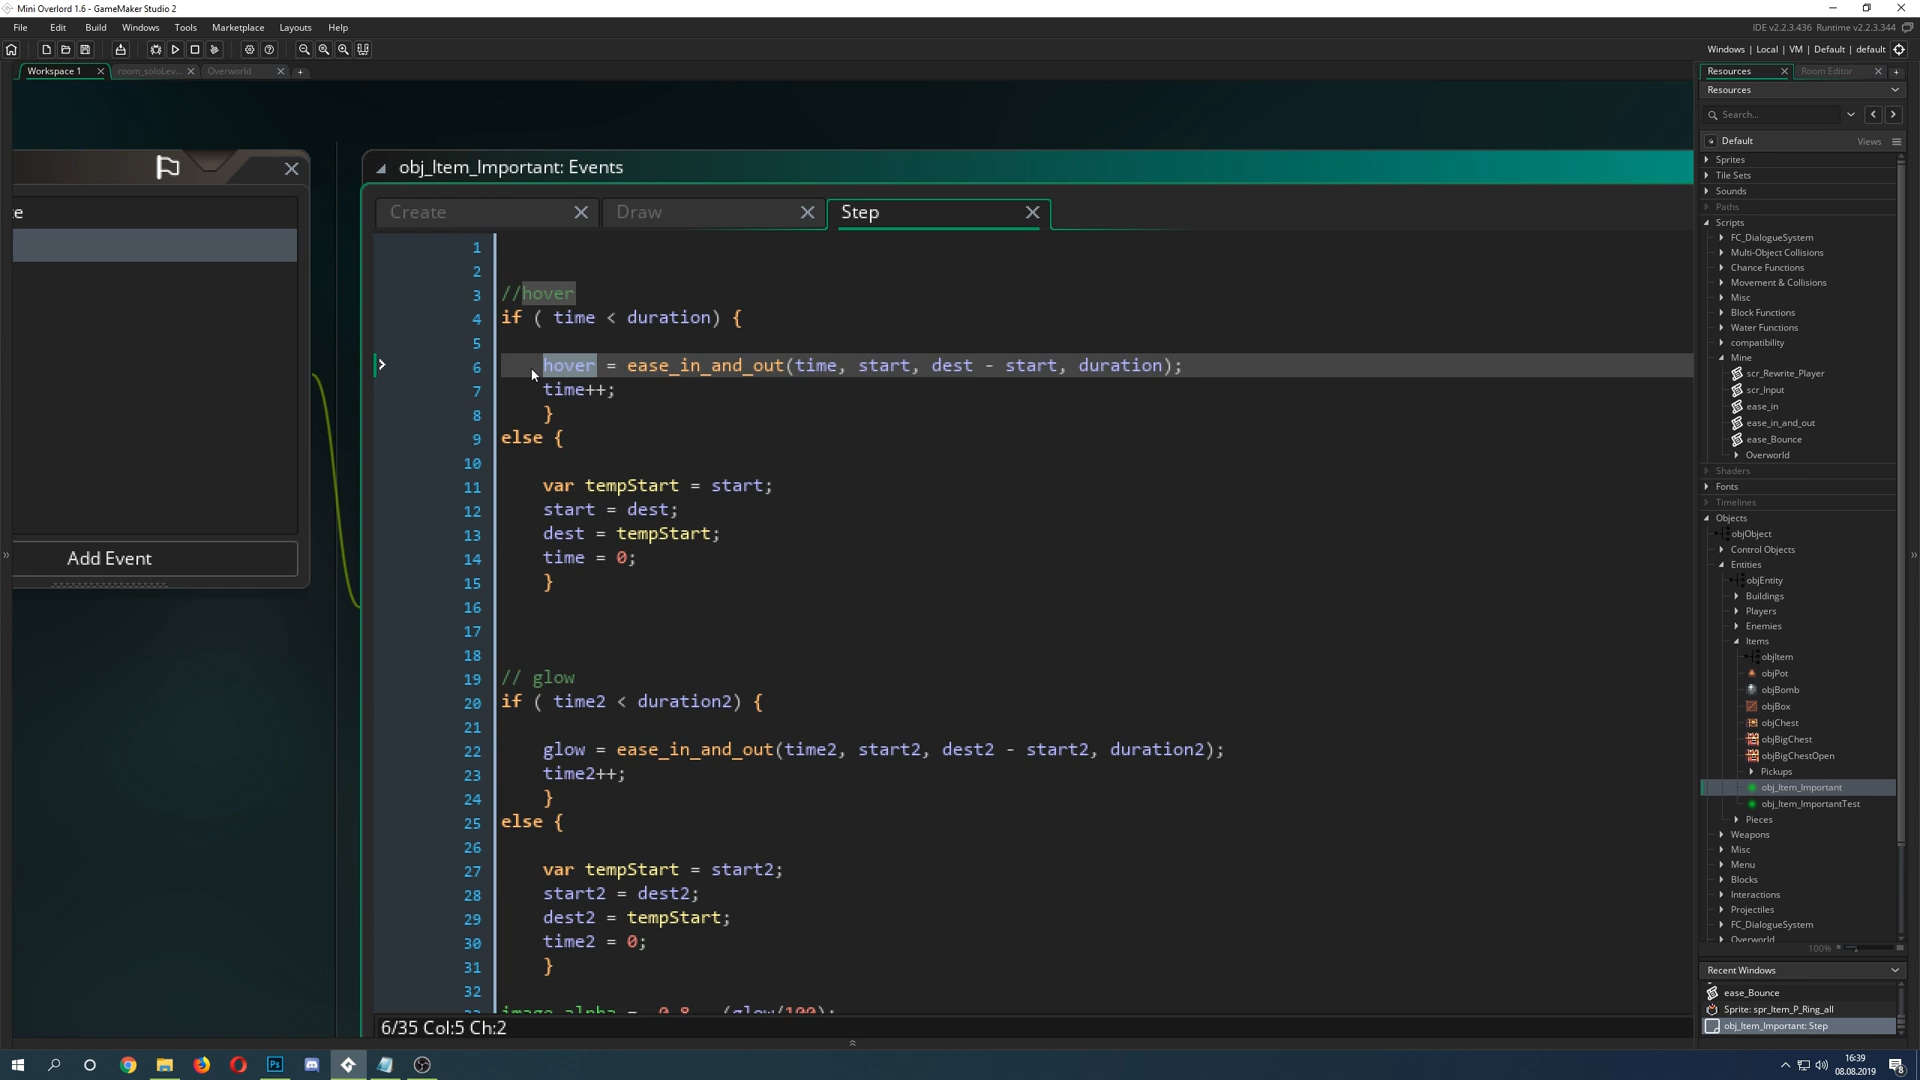 Mini Overlord 1.6 - GameMaker Studio 2
File Edit Build Windows Tools Marketplace Layouts Help
IDE v2.2.3.436 Runtime v2.2.3.344
Windows | Local | VM | Default | default
Workspace 1
room_soloLev...
Overworld
Resources
Room Editor
Resources
Search...
Default
Views
Sprites
Tile Sets
Sounds
Paths
Scripts
FC_DialogueSystem
Multi-Object Collisions
Chance Functions
Movement & Collisions
Misc
Block Functions
Water Functions
compatibility
Mine
scr_Rewrite_Player
scr_Input
ease_in
ease_in_and_out
ease_Bounce
Overworld
Shaders
Fonts
Timelines
Objects
objObject
Control Objects
Entities
objEntity
Buildings
Players
Enemies
Items
objItem
objPot
objBomb
objBox
objChest
objBigChest
objBigChestOpen
Pickups
obj_Item_Important
obj_Item_ImportantTest
Pieces
Weapons
Misc
Menu
Blocks
Interactions
Projectiles
FC_DialogueSystem
Overworld
100%
Recent Windows
ease_Bounce
Sprite: spr_Item_P_Ring_all
obj_Item_Important: Step
te
Add Event
obj_Item_Important: Events
Create
Draw
Step
1
2
3 //hover
4 if ( time < duration) {
5
6 hover = ease_in_and_out(time, start, dest - start, duration);
7 time++;
8 }
9 else {
10
11 var tempStart = start;
12 start = dest;
13 dest = tempStart;
14 time = 0;
15 }
16
17
18
19 // glow
20 if ( time2 < duration2) {
21
22 glow = ease_in_and_out(time2, start2, dest2 - start2, duration2);
23 time2++;
24 }
25 else {
26
27 var tempStart = start2;
28 start2 = dest2;
29 dest2 = tempStart;
30 time2 = 0;
31 }
32
6/35 Col:5 Ch:2
16:39
08.08.2019